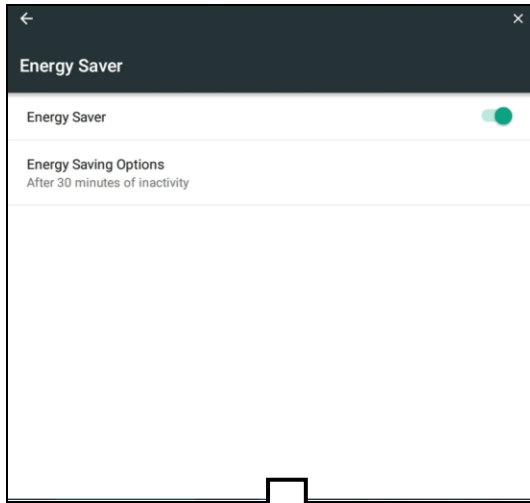 Energy Saver
Energy Saver
Energy Saving Options
After 30 minutes of inactivity